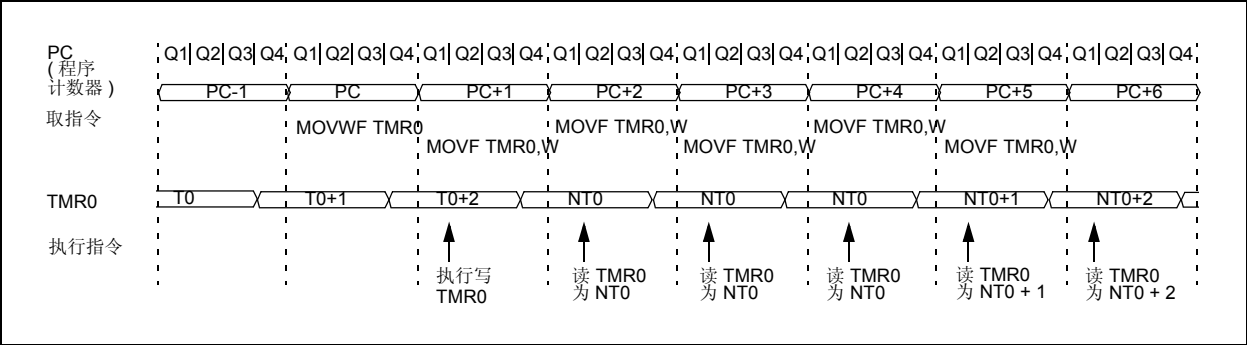 PC
( 程序
计数器 )
Q1 Q2 Q3 Q4 Q1 Q2 Q3 Q4 Q1 Q2 Q3 Q4 Q1 Q2 Q3 Q4 Q1 Q2 Q3 Q4 Q1 Q2 Q3 Q4 Q1 Q2 Q3 Q4 Q1 Q2 Q3 Q4
PC-1 PC PC+1 PC+2 PC+3 PC+4 PC+5 PC+6
取指令
MOVWF TMR0
MOVF TMR0,W
MOVF TMR0,W
MOVF TMR0,W
MOVF TMR0,W
MOVF TMR0,W
TMR0
T0 T0+1 T0+2 NT0 NT0 NT0 NT0+1 NT0+2
执行指令
执行写
TMR0
读 TMR0
为 NT0
读 TMR0
为 NT0
读 TMR0
为 NT0
读 TMR0
为 NT0 + 1
读 TMR0
为 NT0 + 2